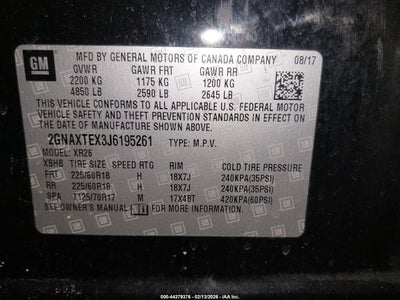 GM
MFD BY GENERAL MOTORS OF CANADA COMPANY 08/17
GVWR GAWR FRT GAWR RR
2200 KG 1175 KG 1200 KG
4850 LB 2590 LB 2645 LB
THIS VEHICLE CONFORMS TO ALL APPLICABLE U.S. FEDERAL MOTOR
VEHICLE SAFETY AND THEFT PREVENTION STANDARDS IN EFFECT ON
THE DATE OF MANUFACTURE SHOWN ABOVE.
2GNAXTEX3J6195261 TYPE: M.P.V.
MODEL: XR26
XBHB TIRE SIZE SPEED RTG RIM COLD TIRE PRESSURE
FRT 225/60R18 H 18X7J 240KPA(35PSI)
RR 225/60R18 H 18X7J 240KPA(35PSI)
SPA T125/70R17 M 17X4BT 420KPA(60PSI)
SEE OWNER'S MANUAL FOR MORE INFORMATION.
000-44379376 - 02/13/2026 - IAA Inc.